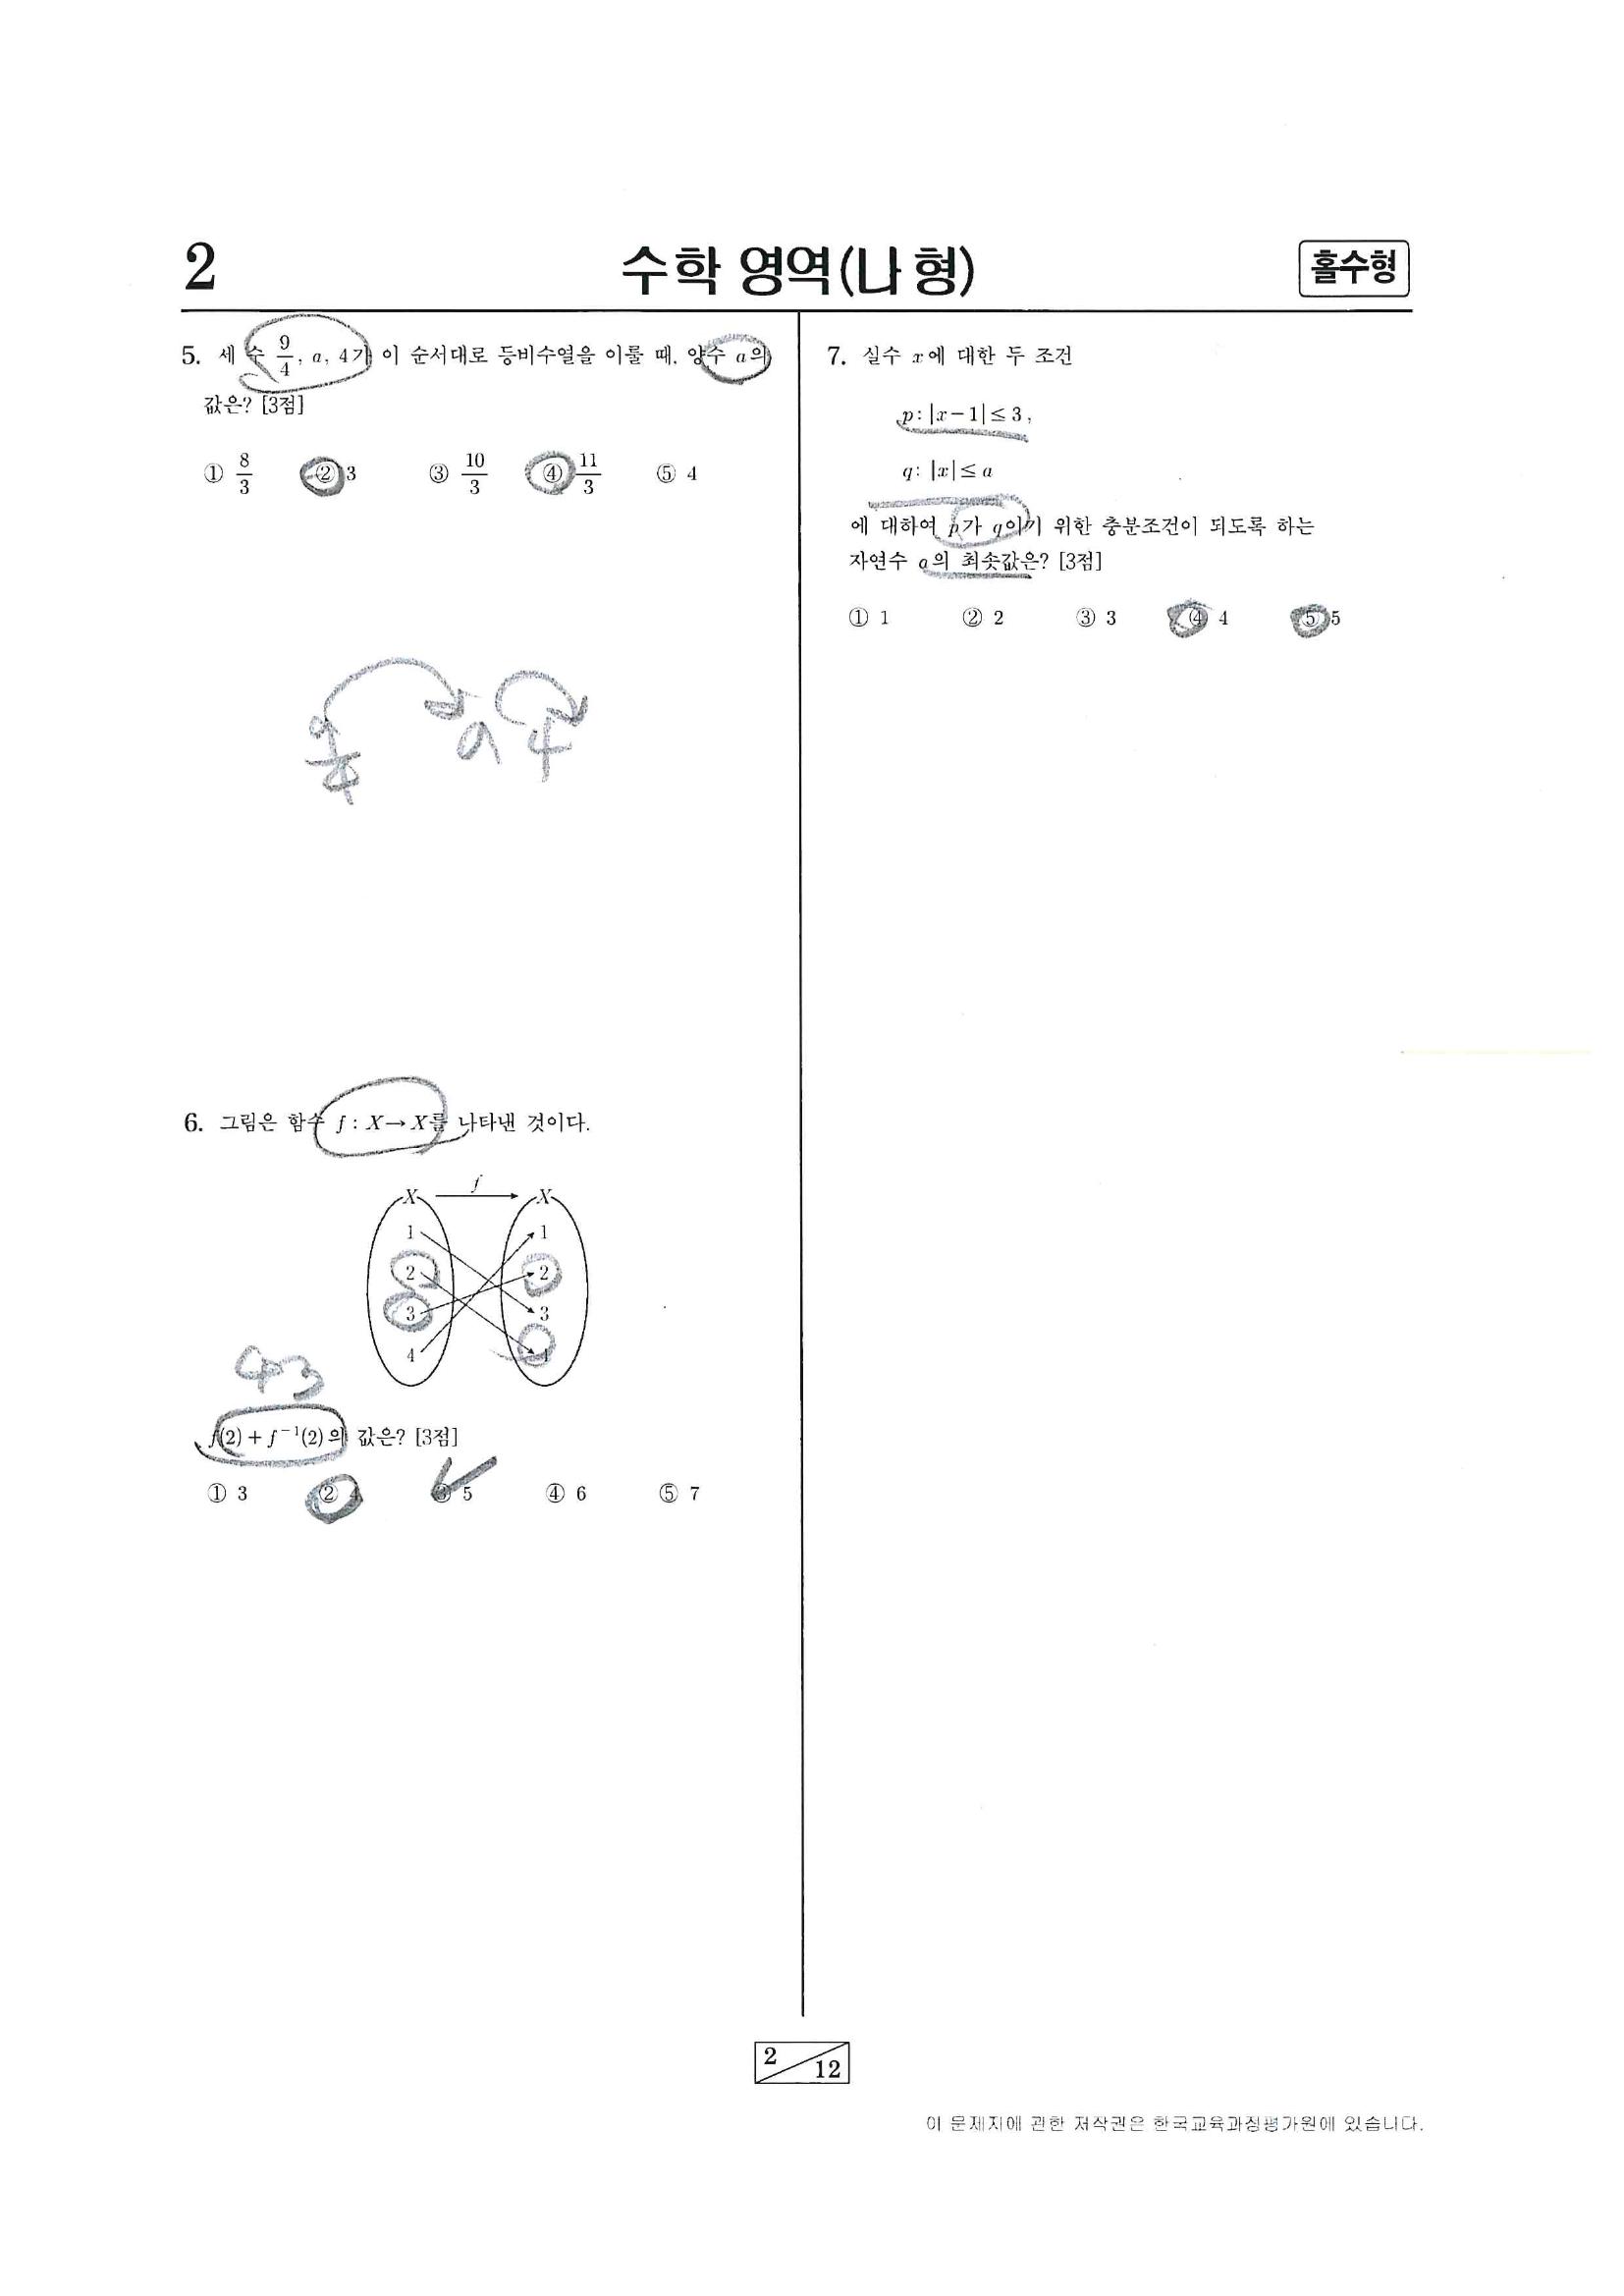 2
수학 영역(나 형)
홀수형
5. 세 수 9/4, a, 4가 이 순서대로 등비수열을 이룰 때, 양수 a의
값은? [3점]
① 8/3 ② 3 ③ 10/3 ④ 11/3 ⑤ 4
9/4 a 4
6. 그림은 함수 f : X → X를 나타낸 것이다.
X f X
1 1
2 2
3 3
4 4
4 3
f(2) + f⁻¹(2)의 값은? [3점]
① 3 ② 4 ③ 5 ④ 6 ⑤ 7
7. 실수 x에 대한 두 조건
p : |x − 1| ≤ 3,
q : |x| ≤ a
에 대하여 p가 q이기 위한 충분조건이 되도록 하는
자연수 a의 최솟값은? [3점]
① 1 ② 2 ③ 3 ④ 4 ⑤ 5
2
12
이 문제지에 관한 저작권은 한국교육과정평가원에 있습니다.